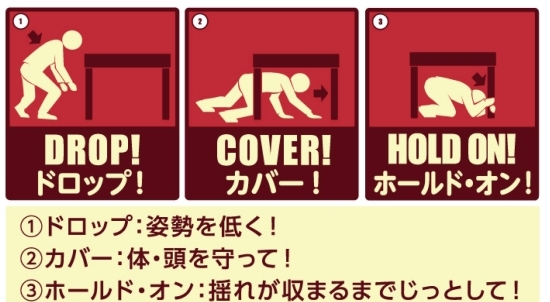 ①
DROP!
ドロップ！
②
COVER!
カバー！
③
HOLD ON!
ホールド・オン！
①ドロップ：姿勢を低く！
②カバー：体・頭を守って！
③ホールド・オン：揺れが収まるまでじっとして！